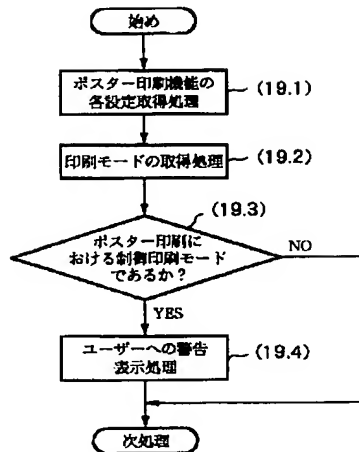 始め
ポスター印刷機能の
各設定取得処理
(19.1)
印刷モードの取得処理
(19.2)
(19.3)
ポスター印刷に
おける制御印刷モード
であるか?
NO
YES
ユーザーへの警告
表示処理
(19.4)
次処理